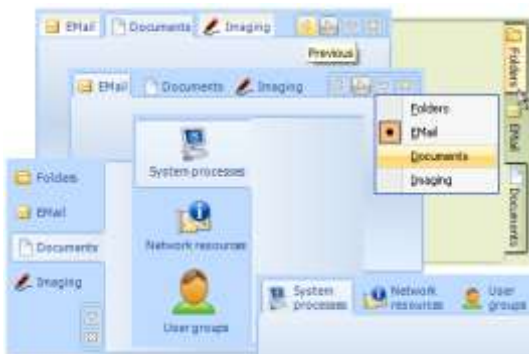 EMail Documents Imaging
Previous
EMail Documents Imaging
Folders
EMail
Documents
Imaging
Folders
EMail
Documents
System processes
Network resources
User groups
Folders
EMail
Documents
Imaging
System processes
Network resources
User groups